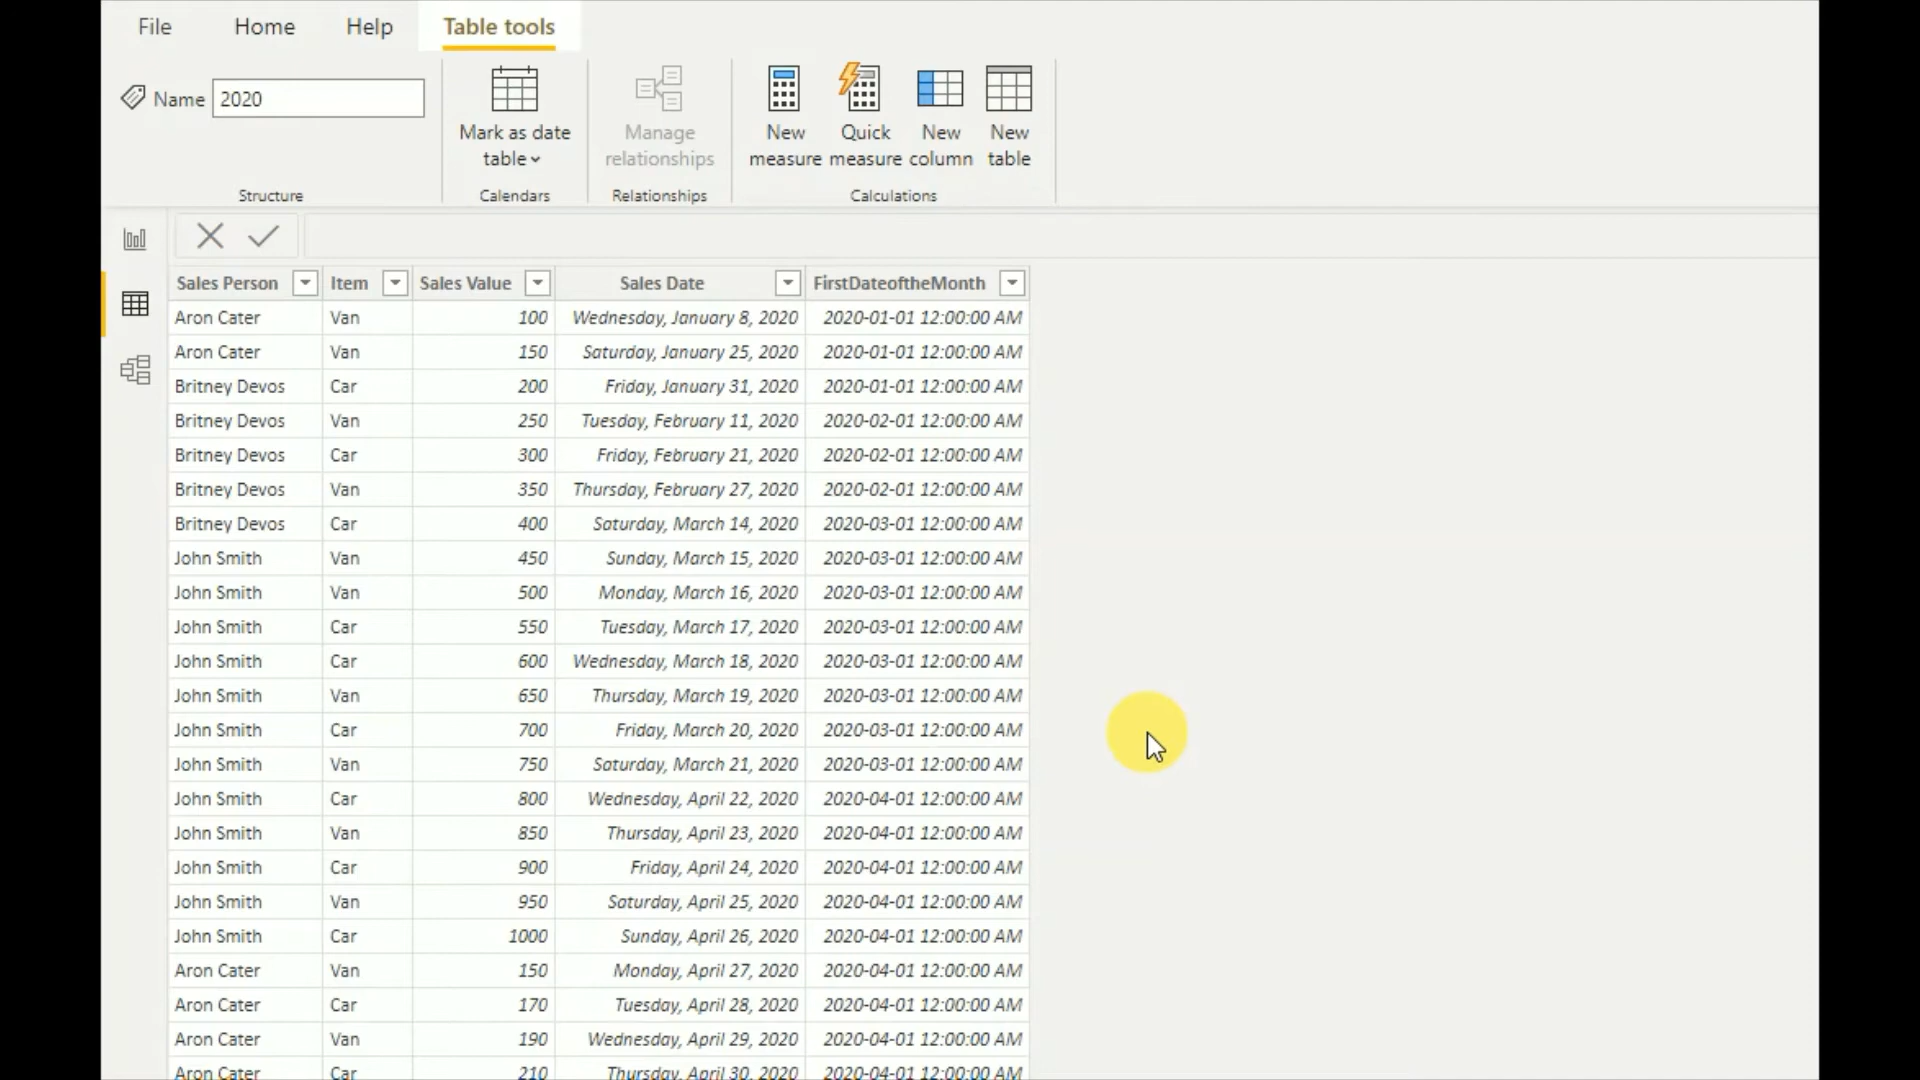 File Home Help Table tools
Name 2020
Mark as date table
Manage relationships
New measure
Quick measure
New column
New table
Structure Calendars Relationships Calculations
Sales Person Item Sales Value Sales Date FirstDateoftheMonth
Aron Cater Van 100 Wednesday, January 8, 2020 2020-01-01 12:00:00 AM
Aron Cater Van 150 Saturday, January 25, 2020 2020-01-01 12:00:00 AM
Britney Devos Car 200 Friday, January 31, 2020 2020-01-01 12:00:00 AM
Britney Devos Van 250 Tuesday, February 11, 2020 2020-02-01 12:00:00 AM
Britney Devos Car 300 Friday, February 21, 2020 2020-02-01 12:00:00 AM
Britney Devos Van 350 Thursday, February 27, 2020 2020-02-01 12:00:00 AM
Britney Devos Car 400 Saturday, March 14, 2020 2020-03-01 12:00:00 AM
John Smith Van 450 Sunday, March 15, 2020 2020-03-01 12:00:00 AM
John Smith Van 500 Monday, March 16, 2020 2020-03-01 12:00:00 AM
John Smith Car 550 Tuesday, March 17, 2020 2020-03-01 12:00:00 AM
John Smith Car 600 Wednesday, March 18, 2020 2020-03-01 12:00:00 AM
John Smith Van 650 Thursday, March 19, 2020 2020-03-01 12:00:00 AM
John Smith Car 700 Friday, March 20, 2020 2020-03-01 12:00:00 AM
John Smith Van 750 Saturday, March 21, 2020 2020-03-01 12:00:00 AM
John Smith Car 800 Wednesday, April 22, 2020 2020-04-01 12:00:00 AM
John Smith Van 850 Thursday, April 23, 2020 2020-04-01 12:00:00 AM
John Smith Car 900 Friday, April 24, 2020 2020-04-01 12:00:00 AM
John Smith Van 950 Saturday, April 25, 2020 2020-04-01 12:00:00 AM
John Smith Car 1000 Sunday, April 26, 2020 2020-04-01 12:00:00 AM
Aron Cater Van 150 Monday, April 27, 2020 2020-04-01 12:00:00 AM
Aron Cater Car 170 Tuesday, April 28, 2020 2020-04-01 12:00:00 AM
Aron Cater Van 190 Wednesday, April 29, 2020 2020-04-01 12:00:00 AM
Aron Cater Car 210 Thursday, April 30, 2020 2020-04-01 12:00:00 AM